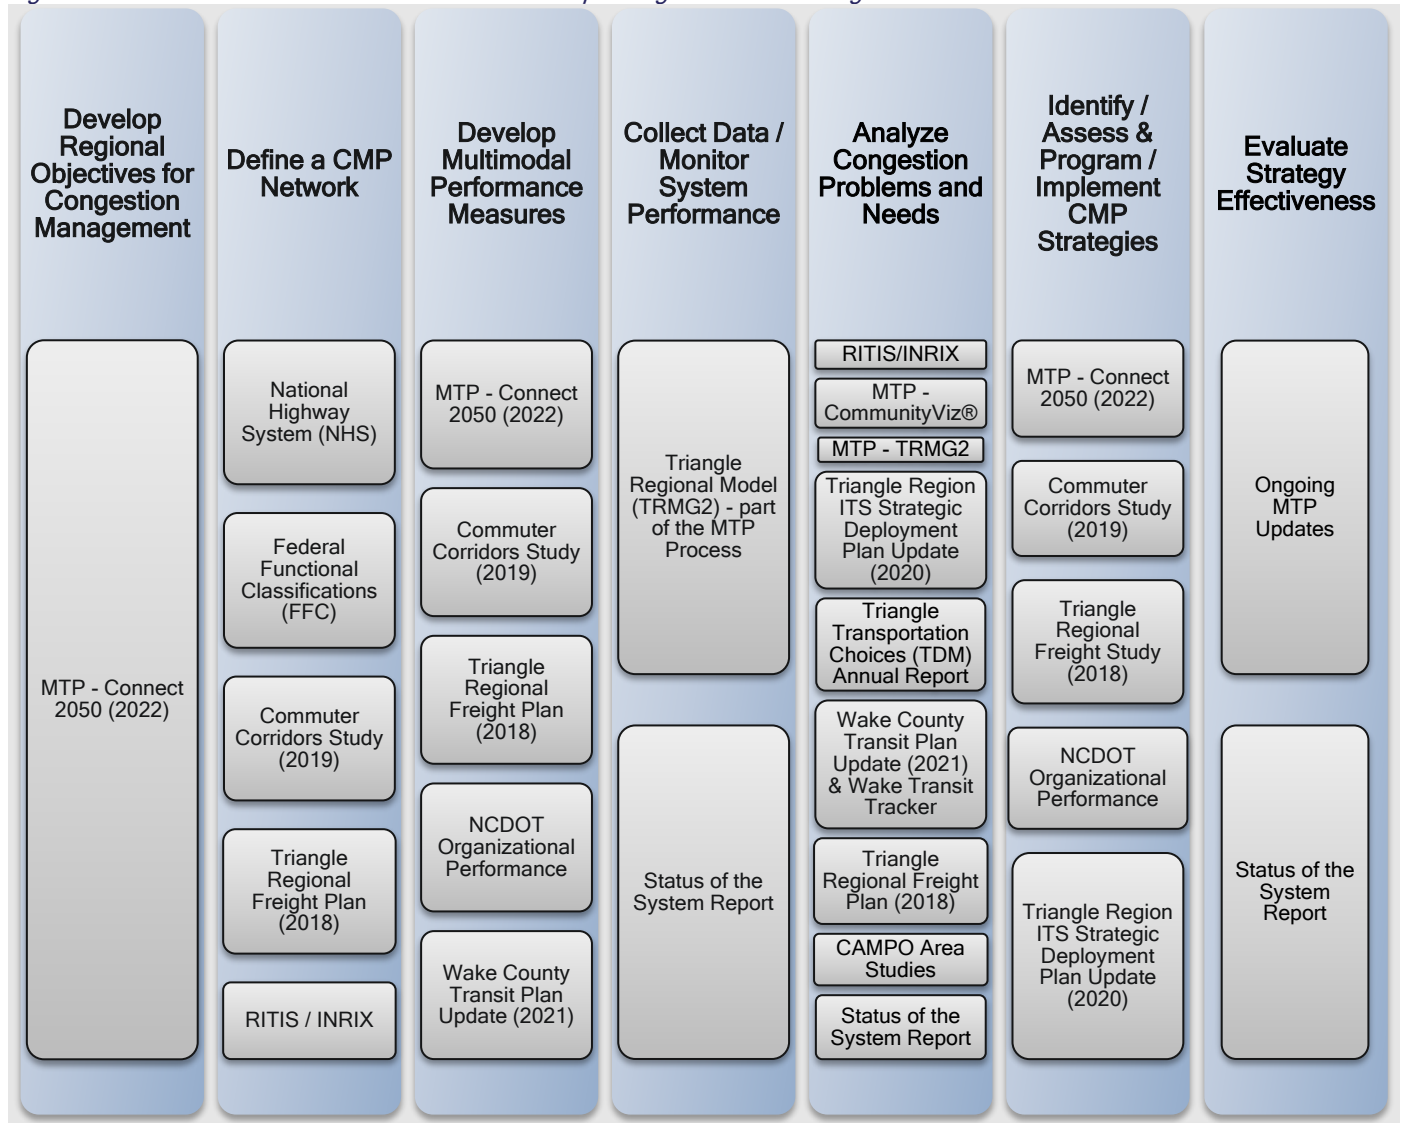 Develop
Regional
Objectives for
Congestion
Management
MTP - Connect
2050 (2022)
Define a CMP
Network
National
Highway
System (NHS)
Federal
Functional
Classifications
(FFC)
Commuter
Corridors Study
(2019)
Triangle
Regional
Freight Plan
(2018)
RITIS / INRIX
Develop
Multimodal
Performance
Measures
MTP - Connect
2050 (2022)
Commuter
Corridors Study
(2019)
Triangle
Regional
Freight Plan
(2018)
NCDOT
Organizational
Performance
Wake County
Transit Plan
Update (2021)
Collect Data /
Monitor
System
Performance
Triangle
Regional Model
(TRMG2) - part
of the MTP
Process
Status of the
System Report
Analyze
Congestion
Problems and
Needs
RITIS/INRIX
MTP -
CommunityViz®
MTP - TRMG2
Triangle Region
ITS Strategic
Deployment
Plan Update
(2020)
Triangle
Transportation
Choices (TDM)
Annual Report
Wake County
Transit Plan
Update (2021)
& Wake Transit
Tracker
Triangle
Regional Freight
Plan (2018)
CAMPO Area
Studies
Status of the
System Report
Identify /
Assess &
Program /
Implement
CMP
Strategies
MTP - Connect
2050 (2022)
Commuter
Corridors Study
(2019)
Triangle
Regional
Freight Study
(2018)
NCDOT
Organizational
Performance
Triangle Region
ITS Strategic
Deployment
Plan Update
(2020)
Evaluate
Strategy
Effectiveness
Ongoing
MTP
Updates
Status of the
System
Report